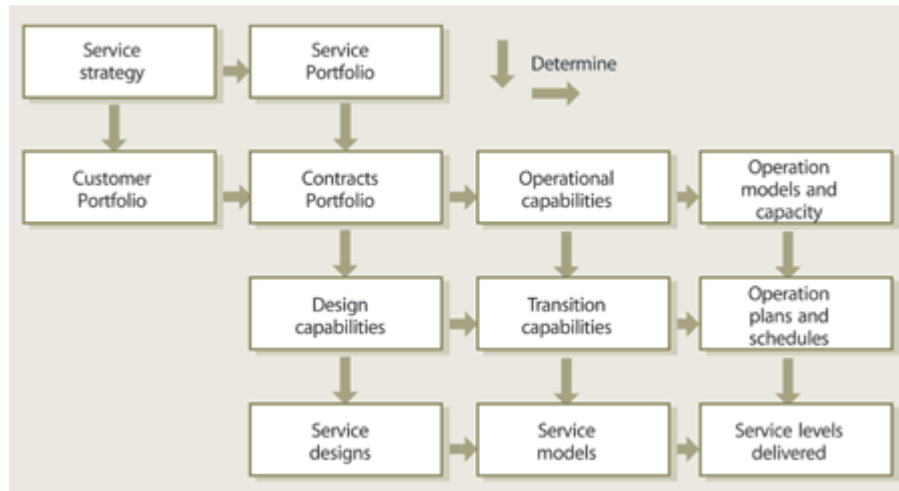 Service
strategy
Service
Portfolio
Determine
Customer
Portfolio
Contracts
Portfolio
Operational
capabilities
Operation
models and
capacity
Design
capabilities
Transition
capabilities
Operation
plans and
schedules
Service
designs
Service
models
Service levels
delivered